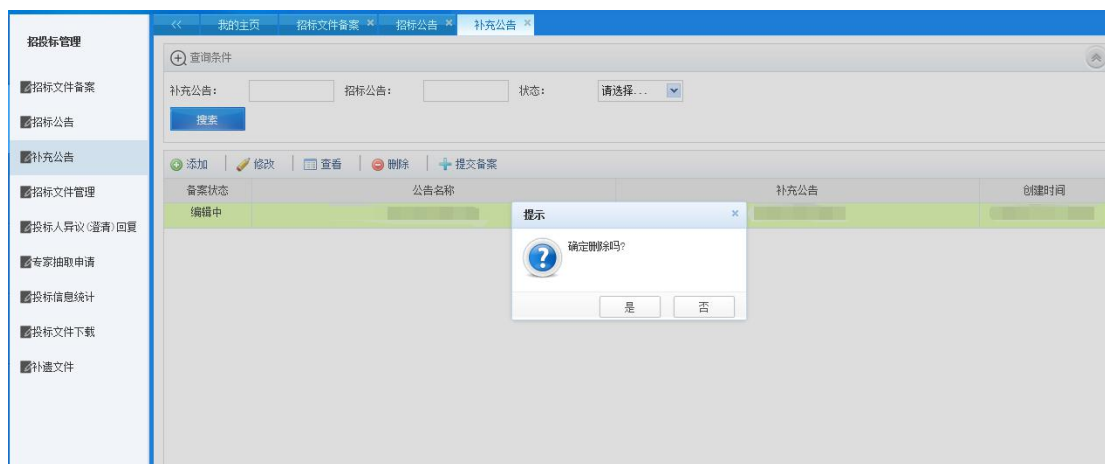 招投标管理
招标文件备案
招标公告
补充公告
招标文件管理
投标人异议(澄清)回复
专家抽取申请
投标信息统计
投标文件下载
补遗文件
<< 我的主页 招标文件备案 × 招标公告 × 补充公告 ×
查询条件
补充公告: 招标公告: 状态: 请选择...
搜索
添加 修改 查看 删除 提交备案
备案状态 公告名称 补充公告 创建时间
编辑中
提示 ×
确定删除吗?
是 否